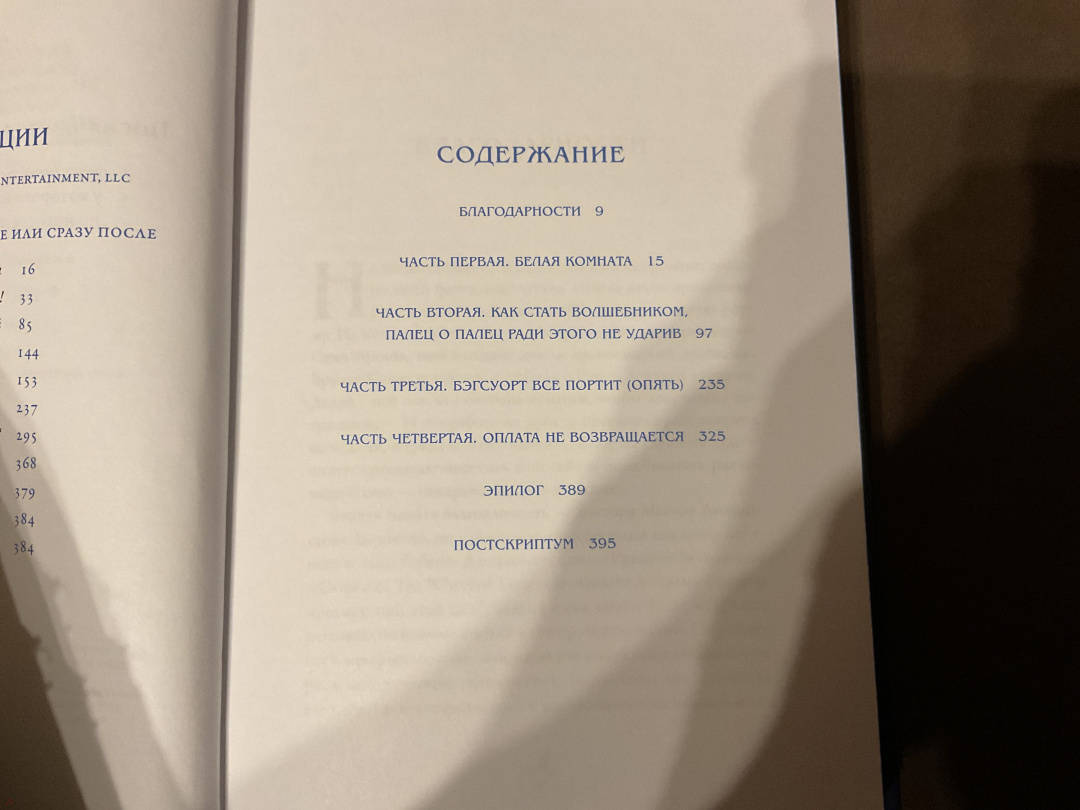 ЦИИ
NTERTAINMENT, LLC
Е ИЛИ СРАЗУ ПОСЛЕ
16
! 33
85
144
153
237
295
368
379
384
384
СОДЕРЖАНИЕ
БЛАГОДАРНОСТИ 9
ЧАСТЬ ПЕРВАЯ. БЕЛАЯ КОМНАТА 15
ЧАСТЬ ВТОРАЯ. КАК СТАТЬ ВОЛШЕБНИКОМ,
ПАЛЕЦ О ПАЛЕЦ РАДИ ЭТОГО НЕ УДАРИВ 97
ЧАСТЬ ТРЕТЬЯ. БЭГСУОРТ ВСЕ ПОРТИТ (ОПЯТЬ) 235
ЧАСТЬ ЧЕТВЕРТАЯ. ОПЛАТА НЕ ВОЗВРАЩАЕТСЯ 325
ЭПИЛОГ 389
ПОСТСКРИПТУМ 395